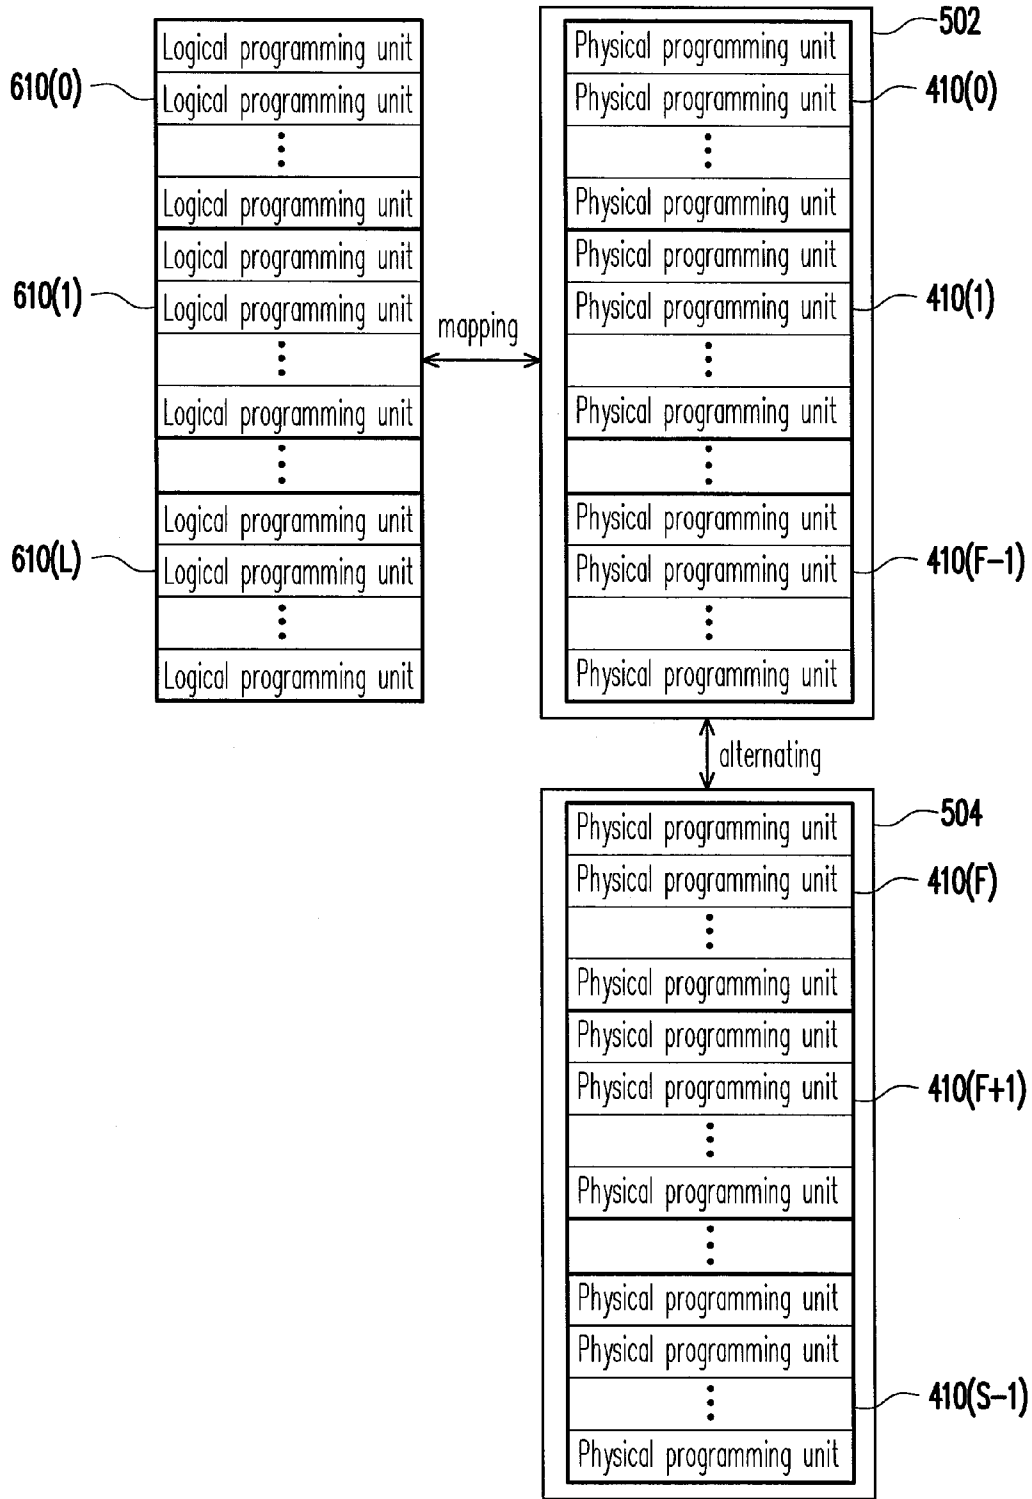 Logical programming unit
610(0)
Logical programming unit
Logical programming unit
Logical programming unit
610(1)
Logical programming unit
Logical programming unit
Logical programming unit
610(L)
Logical programming unit
Logical programming unit
mapping
502
Physical programming unit
Physical programming unit
410(0)
Physical programming unit
Physical programming unit
Physical programming unit
410(1)
Physical programming unit
Physical programming unit
Physical programming unit
410(F-1)
Physical programming unit
alternating
504
Physical programming unit
Physical programming unit
410(F)
Physical programming unit
Physical programming unit
Physical programming unit
410(F+1)
Physical programming unit
Physical programming unit
Physical programming unit
410(S-1)
Physical programming unit